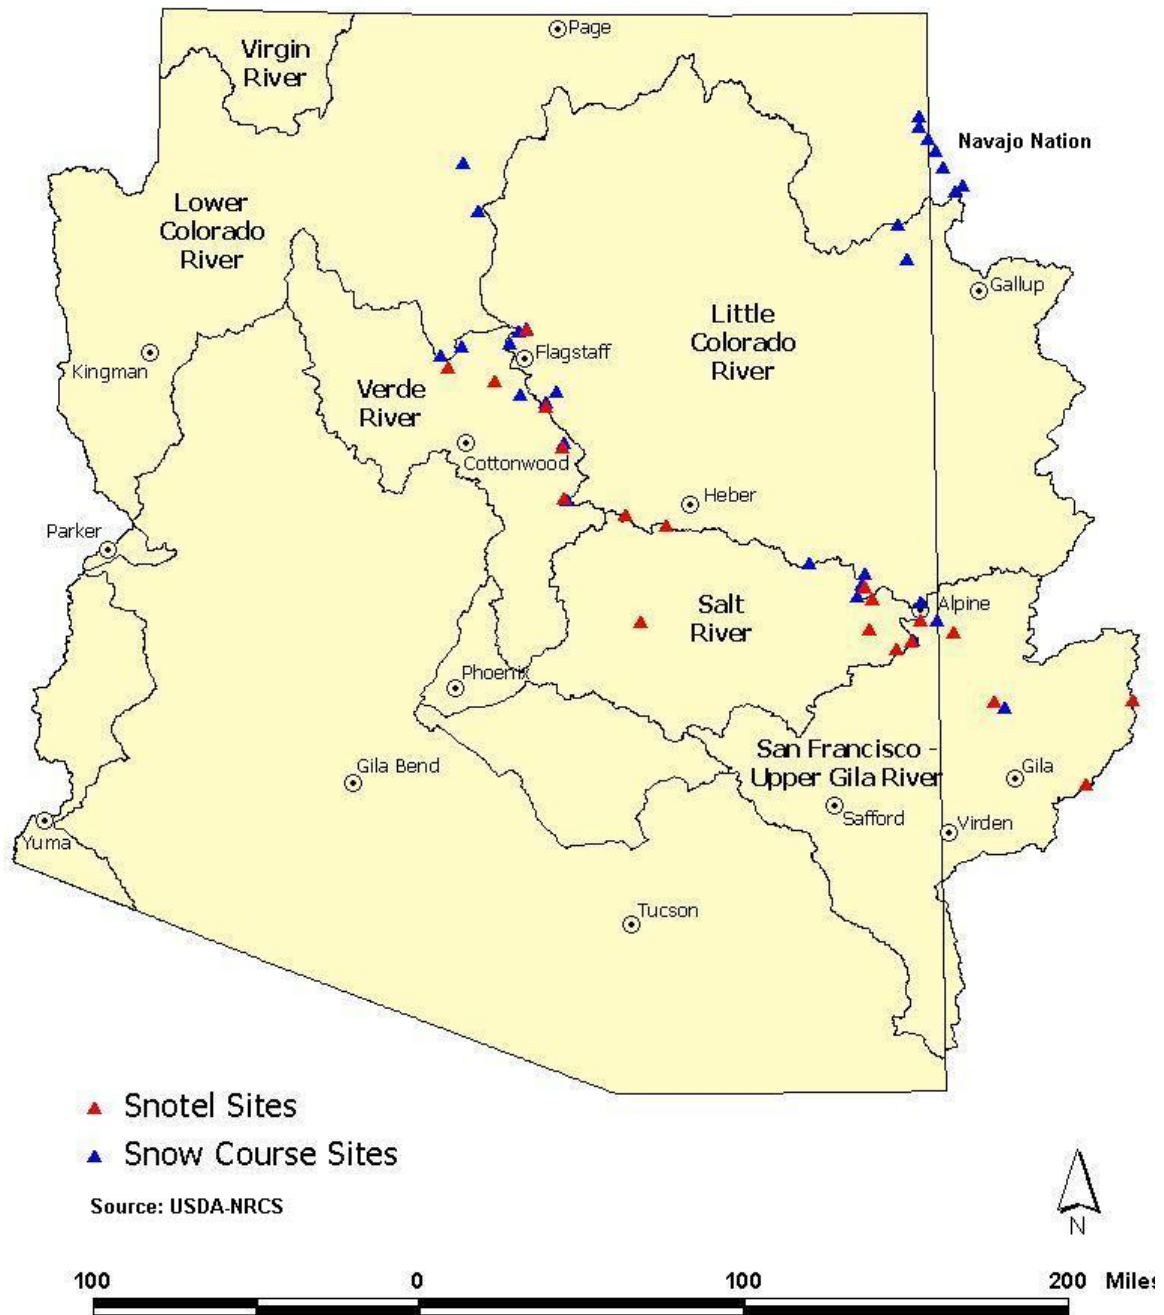 Page
Virgin
River
Navajo Nation
Lower
Colorado
River
Gallup
Little
Colorado
River
Flagstaff
Kingman
Verde
River
Cottonwood
Heber
Parker
Salt
River
Alpine
Phoenix
San Francisco -
Upper Gila River
Gila Bend
Gila
Safford
Virden
Yuma
Tucson
Snotel Sites
Snow Course Sites
Source: USDA-NRCS
N
100 0 100 200 Miles